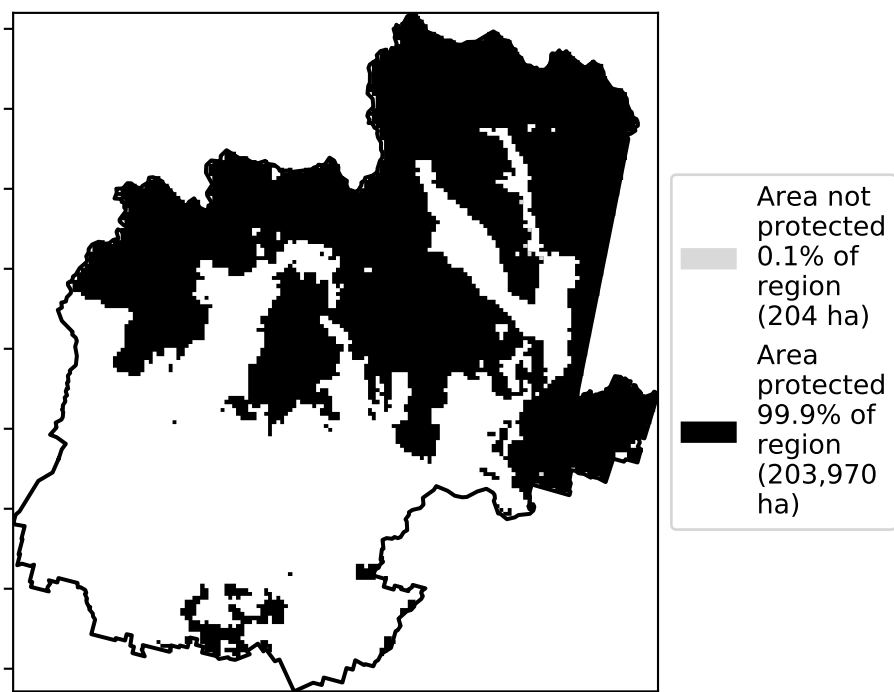 Area not
protected
0.1% of
region
(204 ha)
Area
protected
99.9% of
region
(203,970
ha)